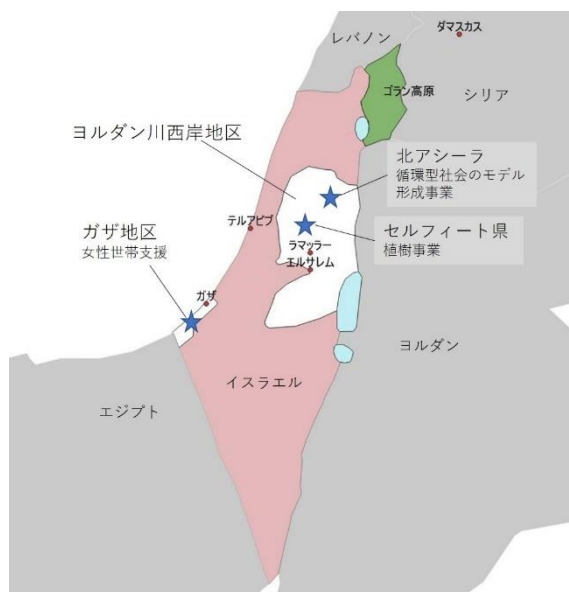 ダマスカス
レバノン
ゴラン高原
シリア
ヨルダン川西岸地区
北アシーラ
循環型社会のモデル
形成事業
テルアビブ
セルフィート県
植樹事業
ガザ地区
女性世帯支援
ラマッラー
エルサレム
ガザ
ヨルダン
イスラエル
エジプト